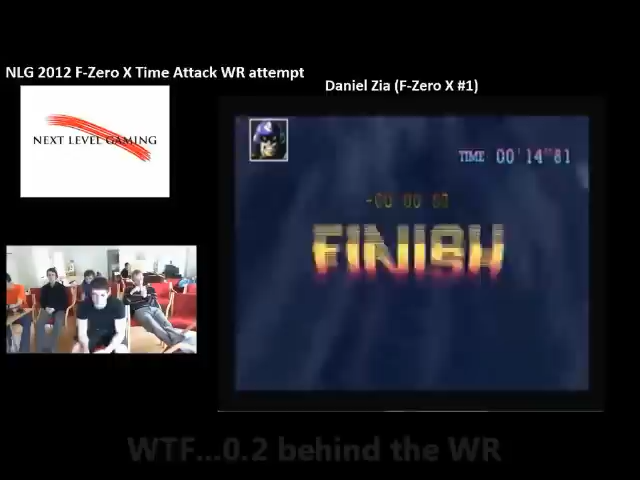 NLG 2012 F-Zero X Time Attack WR attempt
Daniel Zia (F-Zero X #1)
NEXT LEVEL GAMING
TIME 00'14"81
FINISH
WTF...0.2 behind the WR